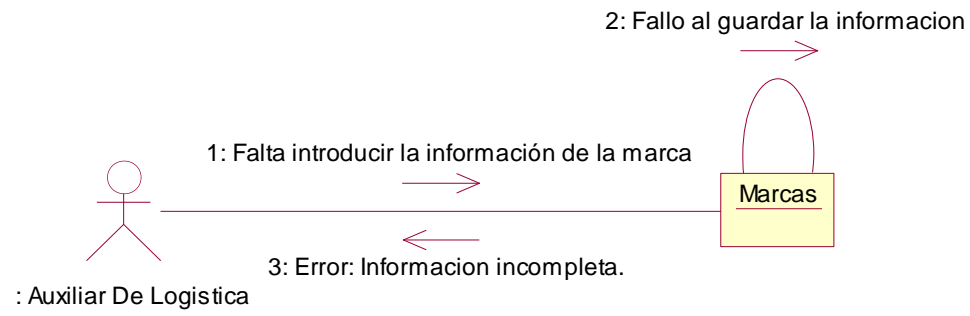 2: Fallo al guardar la informacion
1: Falta introducir la información de la marca
Marcas
3: Error: Informacion incompleta.
: Auxiliar De Logistica